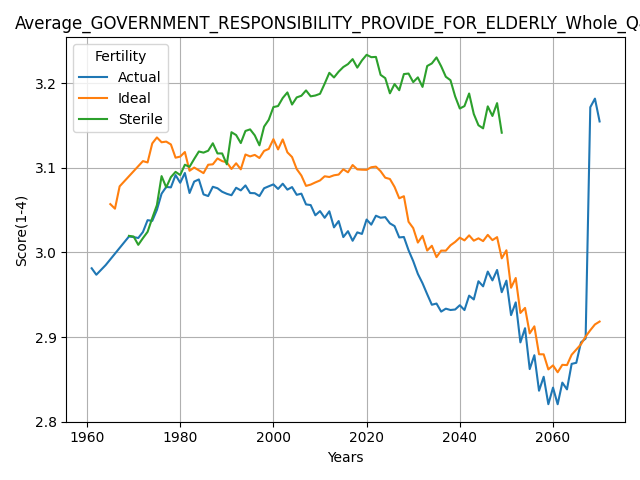 Average_GOVERNMENT_RESPONSIBILITY_PROVIDE_FOR_ELDERLY_Whole_Q
Fertility
Actual
Ideal
Sterile
3.2
3.1
3.0
2.9
2.8
Score(1-4)
1960 1980 2000 2020 2040 2060
Years